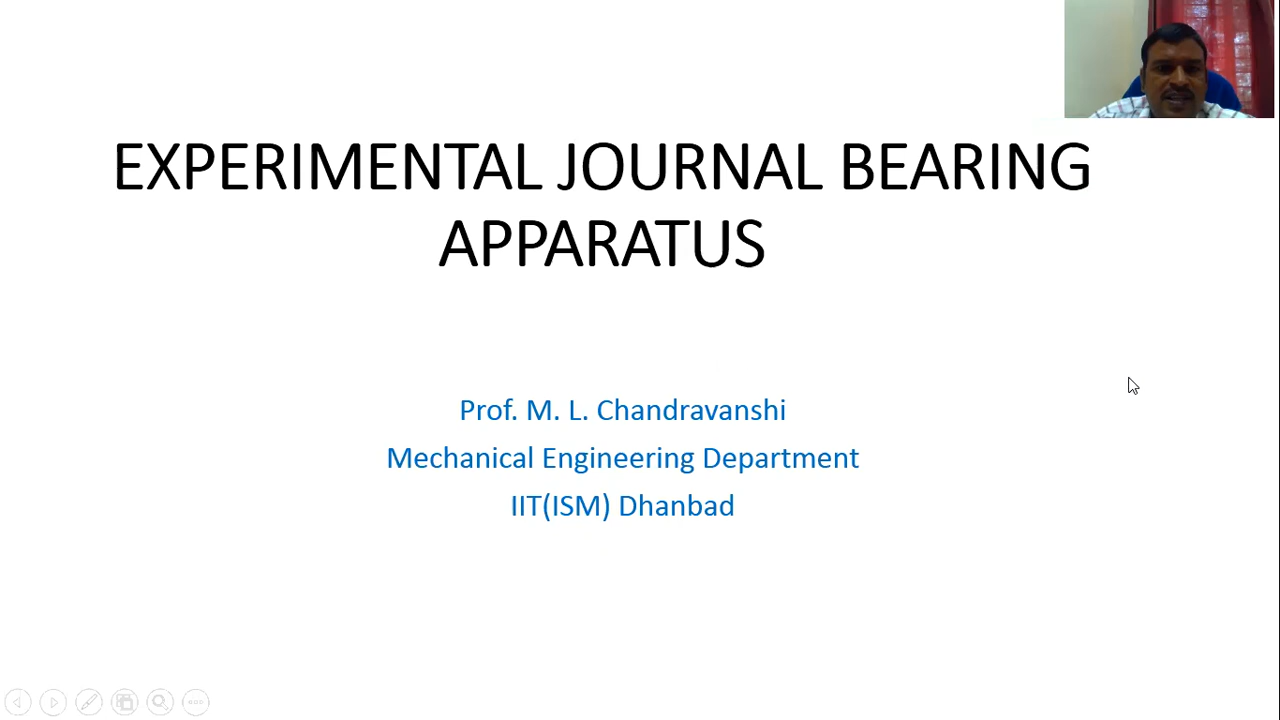 EXPERIMENTAL JOURNAL BEARING
APPARATUS
Prof. M. L. Chandravanshi
Mechanical Engineering Department
IIT(ISM) Dhanbad